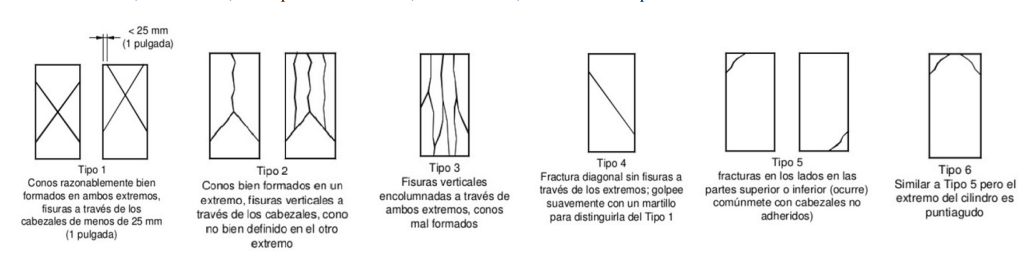 < 25 mm
(1 pulgada)
Tipo 1
Conos razonablemente bien
formados en ambos extremos,
fisuras a través de los
cabezales de menos de 25 mm
(1 pulgada)
Tipo 2
Conos bien formados en un
extremo, fisuras verticales a
través de los cabezales, cono
no bien definido en el otro
extremo
Tipo 3
Fisuras verticales
encolumnadas a través de
ambos extremos, conos
mal formados
Tipo 4
Fractura diagonal sin fisuras a
través de los extremos; golpee
suavemente con un martillo
para distinguirla del Tipo 1
Tipo 5
fracturas en los lados en las
partes superior o inferior (ocurre)
comúnmete con cabezales no
adheridos)
Tipo 6
Similar a Tipo 5 pero el
extremo del cilindro es
puntiagudo